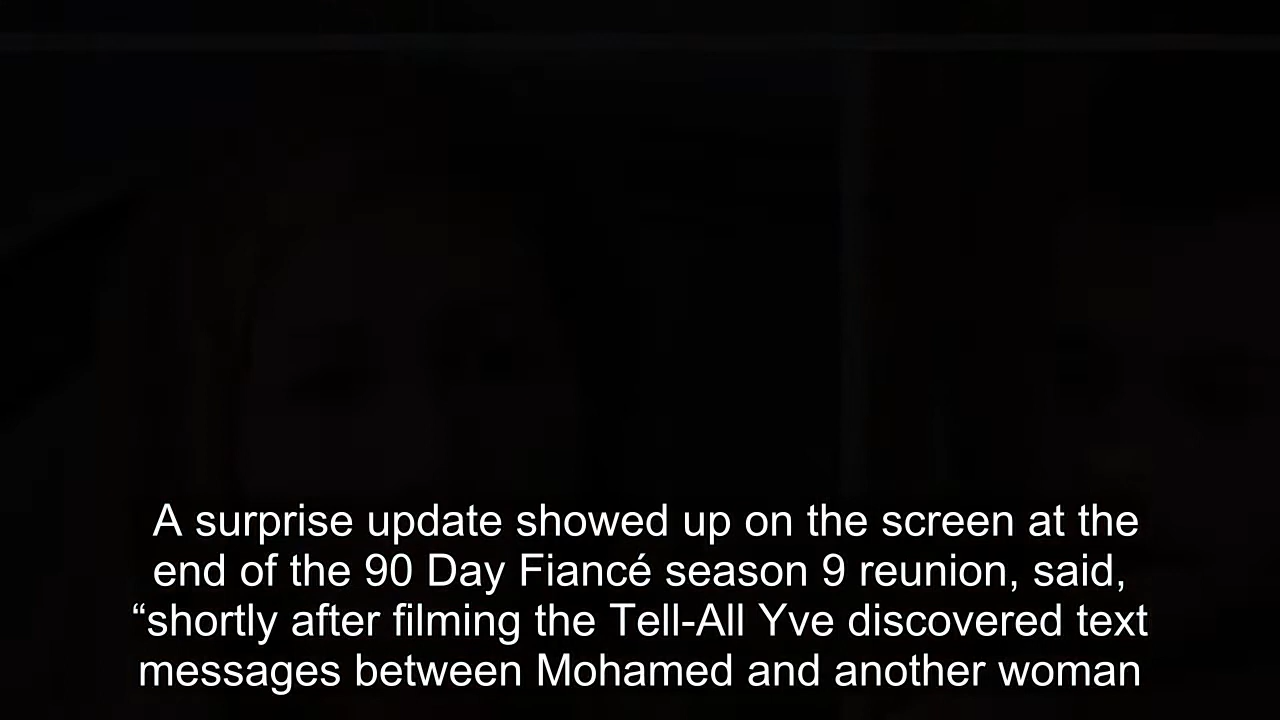 A surprise update showed up on the screen at the
end of the 90 Day Fiancé season 9 reunion, said,
“shortly after filming the Tell-All Yve discovered text
messages between Mohamed and another woman